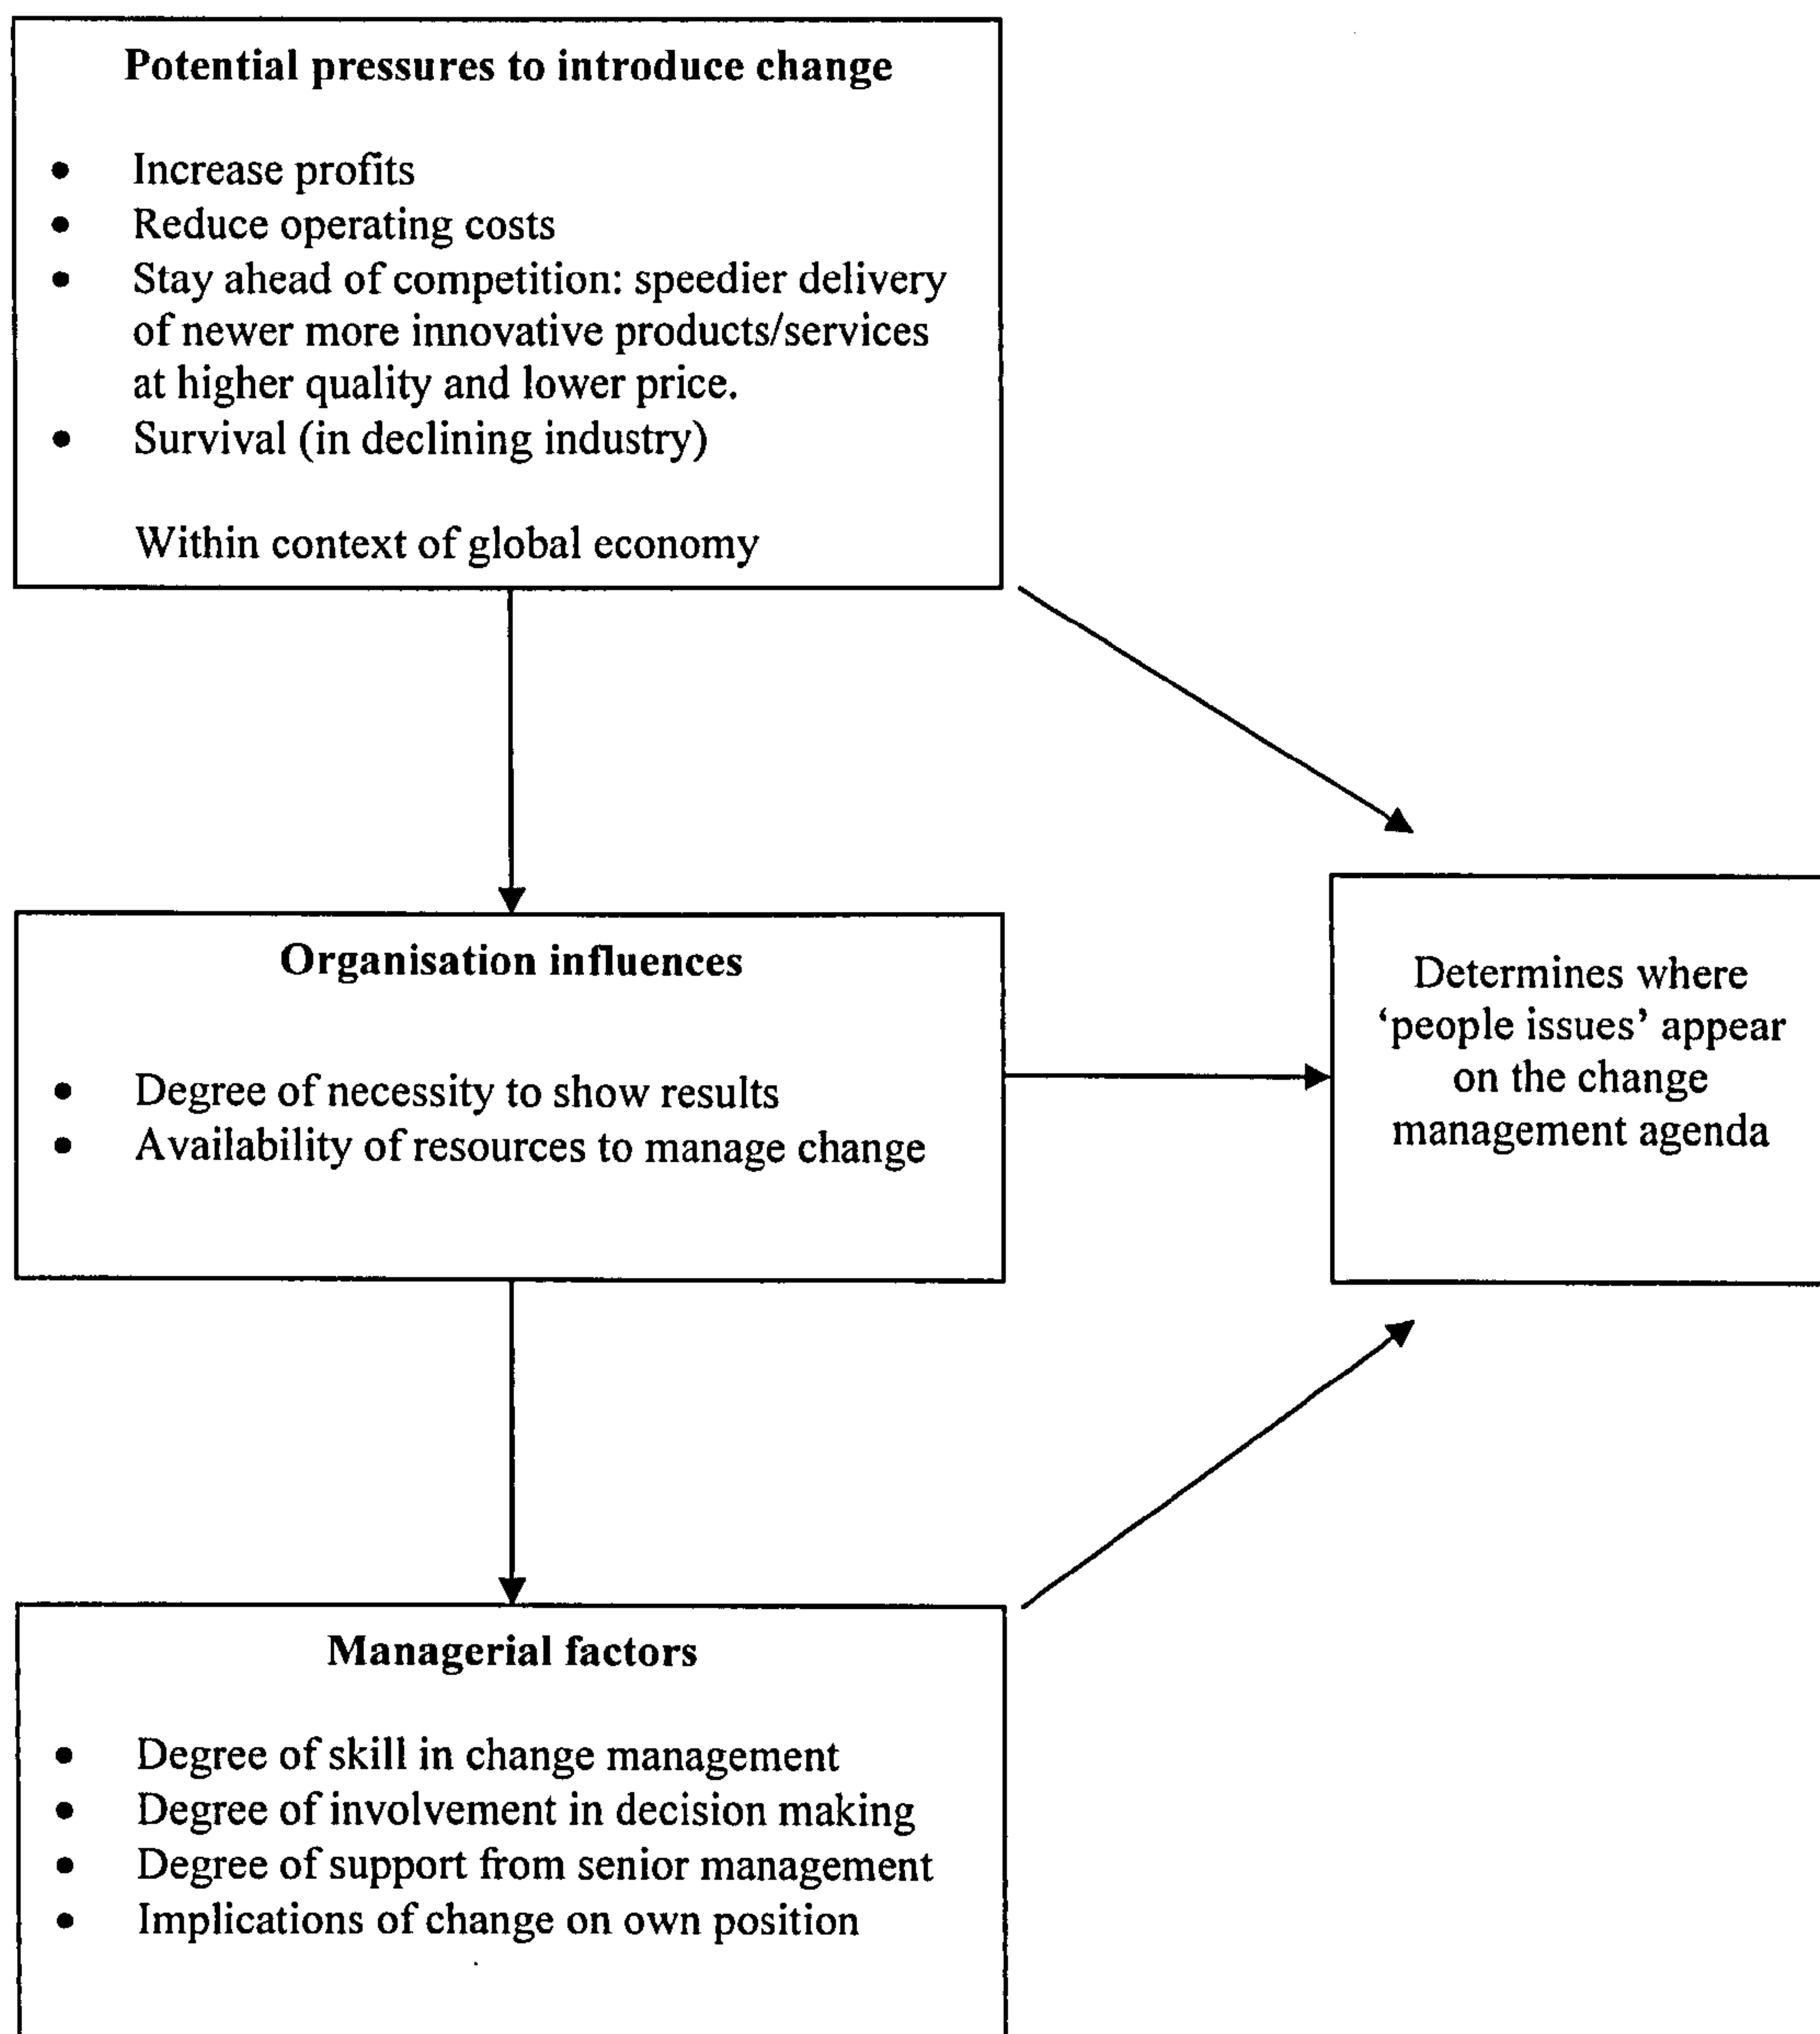 Potential pressures to introduce change
• Increase profits
• Reduce operating costs
• Stay ahead of competition: speedier delivery
of newer more innovative products/services
at higher quality and lower price.
• Survival (in declining industry)
Within context of global economy
Organisation influences
• Degree of necessity to show results
• Availability of resources to manage change
Determines where
‘people issues’ appear
on the change
management agenda
Managerial factors
• Degree of skill in change management
• Degree of involvement in decision making
• Degree of support from senior management
• Implications of change on own position